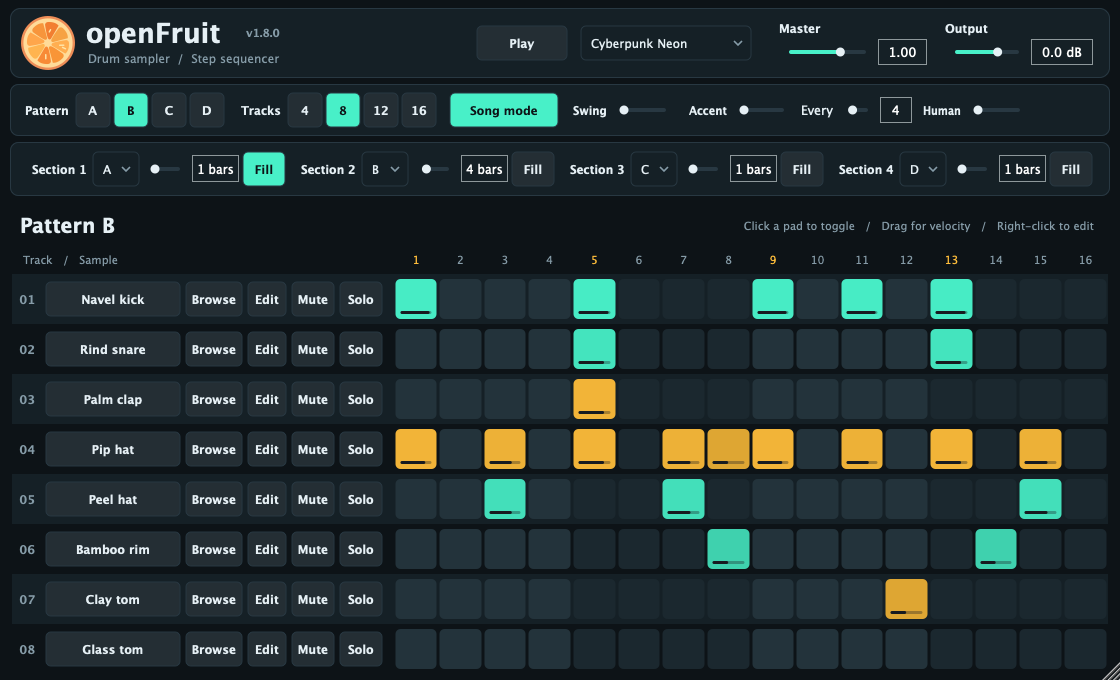 openFruit v1.8.0
Drum sampler / Step sequencer
Play
Cyberpunk Neon
Master
1.00
Output
0.0 dB
Pattern A B C D Tracks 4 8 12 16 Song mode Swing Accent Every 4 Human
Section 1 A 1 bars Fill Section 2 B 4 bars Fill Section 3 C 1 bars Fill Section 4 D 1 bars Fill
Pattern B
Click a pad to toggle / Drag for velocity / Right-click to edit
Track / Sample 1 2 3 4 5 6 7 8 9 10 11 12 13 14 15 16
01 Navel kick Browse Edit Mute Solo
02 Rind snare Browse Edit Mute Solo
03 Palm clap Browse Edit Mute Solo
04 Pip hat Browse Edit Mute Solo
05 Peel hat Browse Edit Mute Solo
06 Bamboo rim Browse Edit Mute Solo
07 Clay tom Browse Edit Mute Solo
08 Glass tom Browse Edit Mute Solo